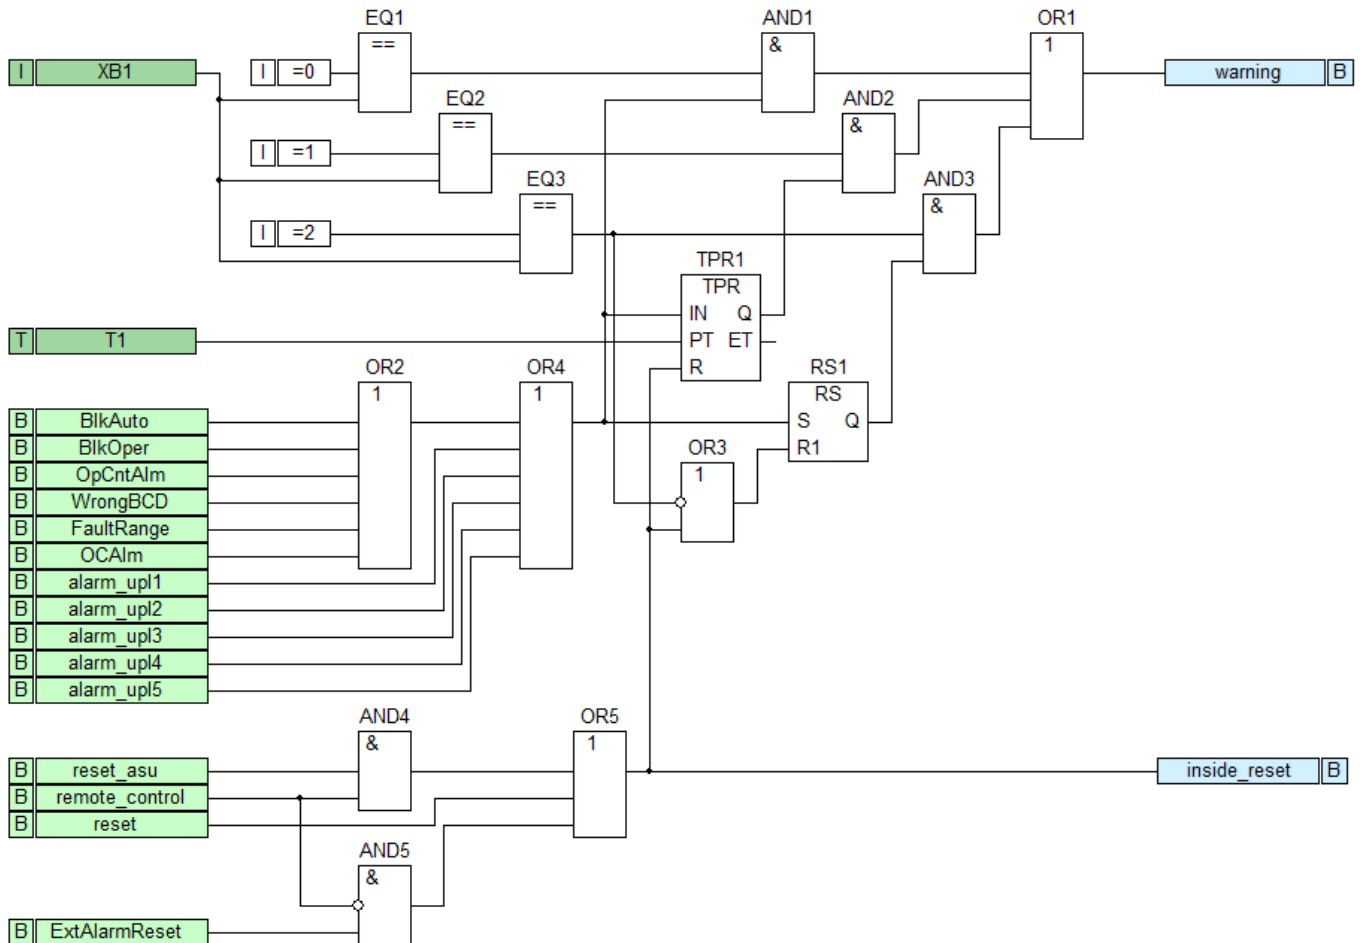 EQ1 AND1 OR1
== & 1
I XB1 I =0 warning B
EQ2 AND2
== &
I =1
EQ3 AND3
== &
I =2
TPR1
TPR
IN Q
T T1 PT ET
R
OR2 OR4 RS1
1 1 RS
B BlkAuto S Q
B BlkOper OR3 R1
B OpCntAlm 1
B WrongBCD
B FaultRange
B OCAlm
B alarm_upl1
B alarm_upl2
B alarm_upl3
B alarm_upl4
B alarm_upl5
AND4 OR5
& 1
B reset_asu inside_reset B
B remote_control
B reset
AND5
&
B ExtAlarmReset